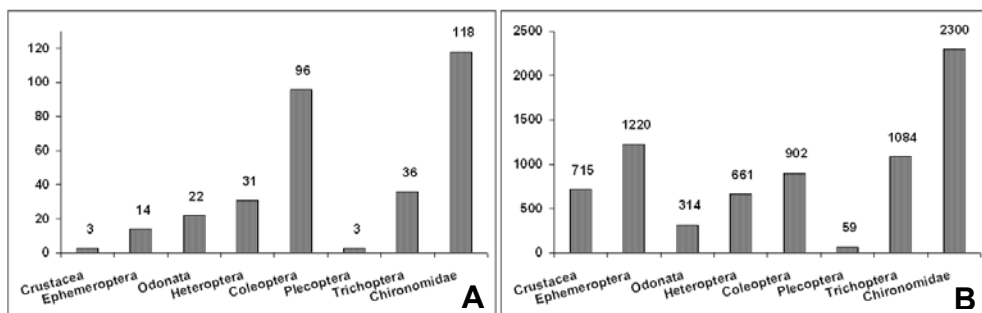 120
100
80
60
40
20
0
3
14
22
31
96
3
36
118
Crustacea
Ephemeroptera
Odonata
Heteroptera
Coleoptera
Plecoptera
Trichoptera
Chironomidae
A
2500
2000
1500
1000
500
0
715
1220
314
661
902
59
1084
2300
Crustacea
Ephemeroptera
Odonata
Heteroptera
Coleoptera
Plecoptera
Trichoptera
Chironomidae
B